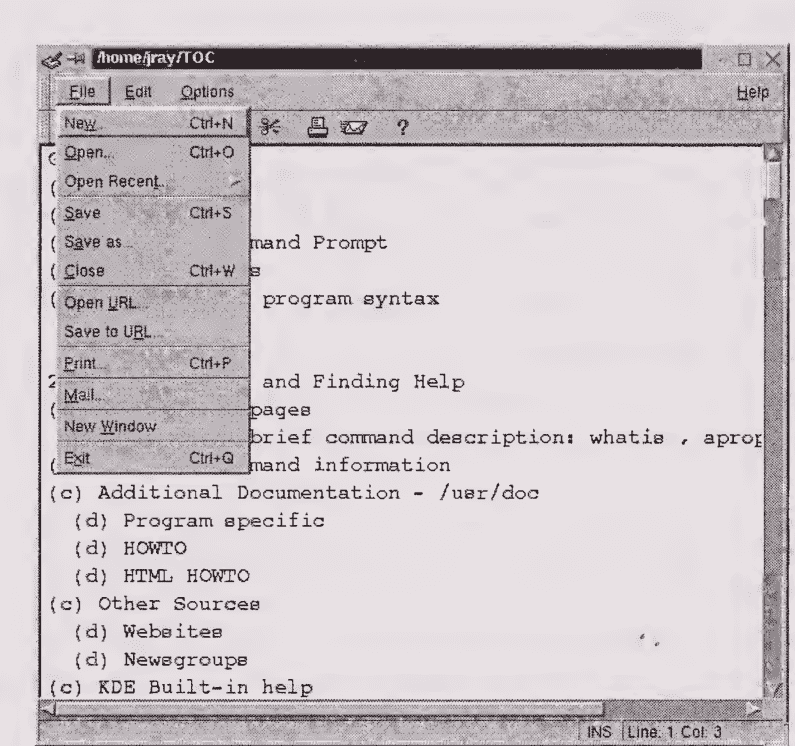 /home/jray/TOC
File Edit Options Help
New... Ctrl+N
?
Open... Ctrl+O
Open Recent...
Save Ctrl+S
Save as...
Close Ctrl+W
Open URL...
Save to URL...
Print... Ctrl+P
Mail...
New Window
Exit Ctrl+Q
mand Prompt
program syntax
and Finding Help
pages
brief command description: whatis , aprop
mand information
(c) Additional Documentation - /usr/doc
(d) Program specific
(d) HOWTO
(d) HTML HOWTO
(c) Other Sources
(d) Websites
(d) Newsgroups
(c) KDE Built-in help
INS Line: 1 Col: 3